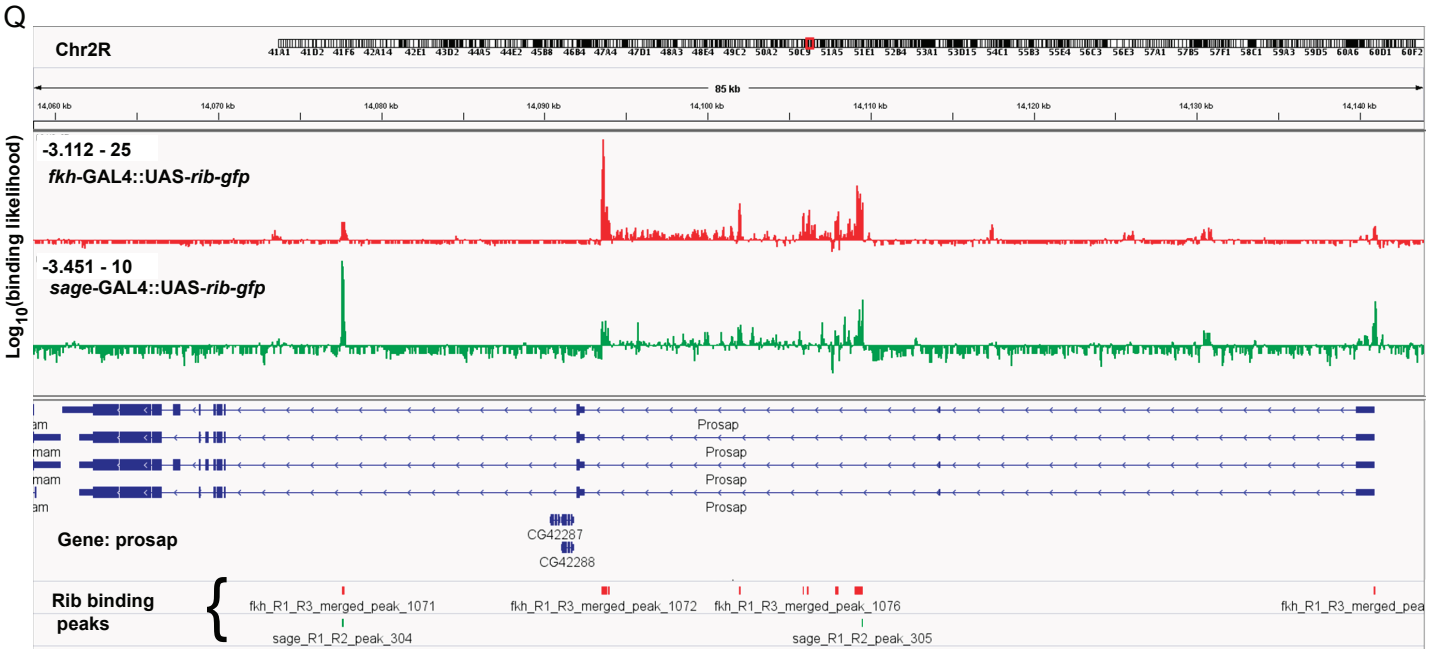 Q
Chr2R
41A1 41D2 41F6 42A14 42E1 43D2 44A5 44E2 45B8 46B4 47A4 47D1 48A3 48E4 49C2 50A2 50C9 51A5 51E1 52B4 53A1 53D15 54C1 55B3 55E4 56C3 56E3 57A1 57B5 57F1 58C1 59A3 59D5 60A6 60D1 60F2
85 kb
14,060 kb 14,070 kb 14,080 kb 14,090 kb 14,100 kb 14,110 kb 14,120 kb 14,130 kb 14,140 kb
Log10(binding likelihood)
-3.112 - 25
fkh-GAL4::UAS-rib-gfp
-3.451 - 10
sage-GAL4::UAS-rib-gfp
am Prosap
mam Prosap
mam Prosap
am Prosap
CG42287
Gene: prosap
CG42288
Rib binding
peaks
{
fkh_R1_R3_merged_peak_1071 fkh_R1_R3_merged_peak_1072 fkh_R1_R3_merged_peak_1076 fkh_R1_R3_merged_pea
sage_R1_R2_peak_304 sage_R1_R2_peak_305